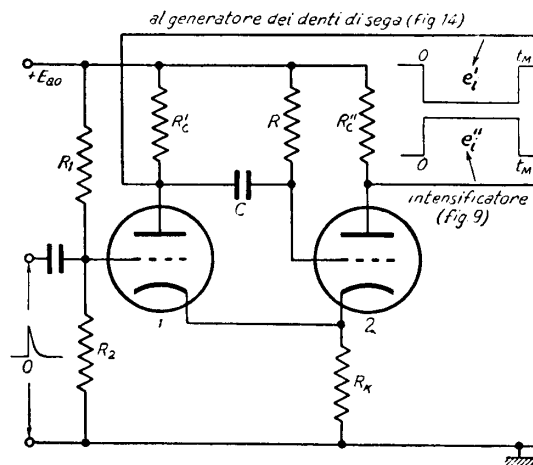 al generatore dei denti di sega (fig 14)
0
t_M
+E_a0
R'_c
R
R''_c
e'_i
R_1
e''_i
0
t_M
C
intensificatore
(fig. 9)
1
2
R_2
0
R_K